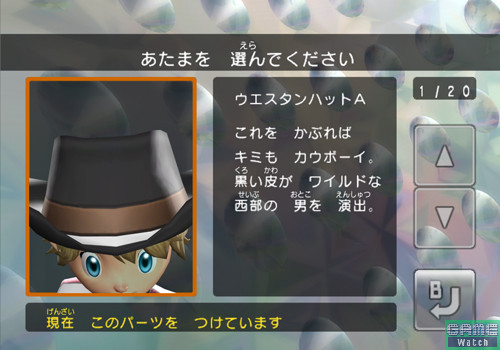 あたまを 選んでください
えら
ウエスタンハットA
1/20
これを かぶれば
キミも カウボーイ。
くろ かわ
黒い皮が ワイルドな
せいぶ おとこ えんしゅつ
西部の 男を 演出。
B
げんざい
現在 このパーツを つけています
GAME
Watch